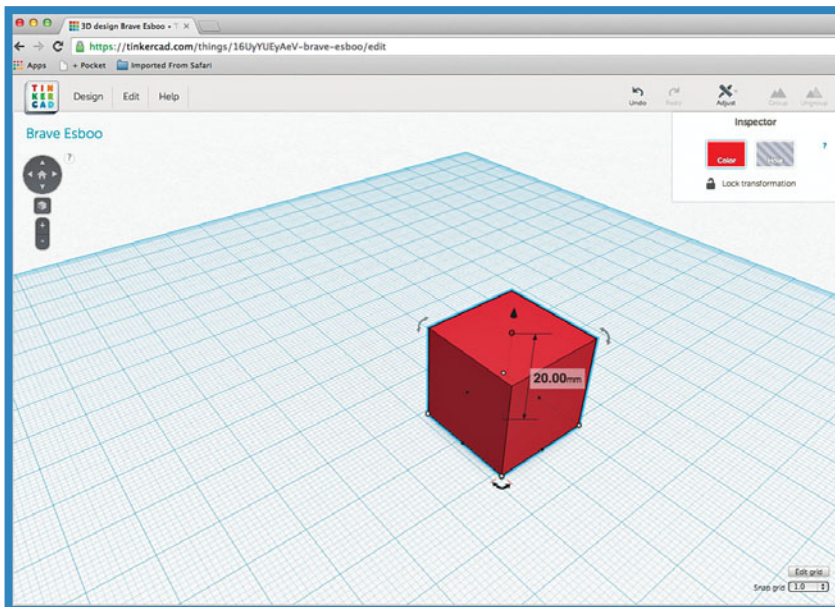 3D design Brave Esboo • T
https://tinkercad.com/things/16UyYUEyAeV-brave-esboo/edit
Apps + Pocket Imported From Safari
TIN
KER
CAD
Design Edit Help
Undo Redo Adjust Group Ungroup
Brave Esboo
?
Inspector
?
Color Hole
Lock transformation
+
-
20.00mm
Edit grid
Snap grid 1.0